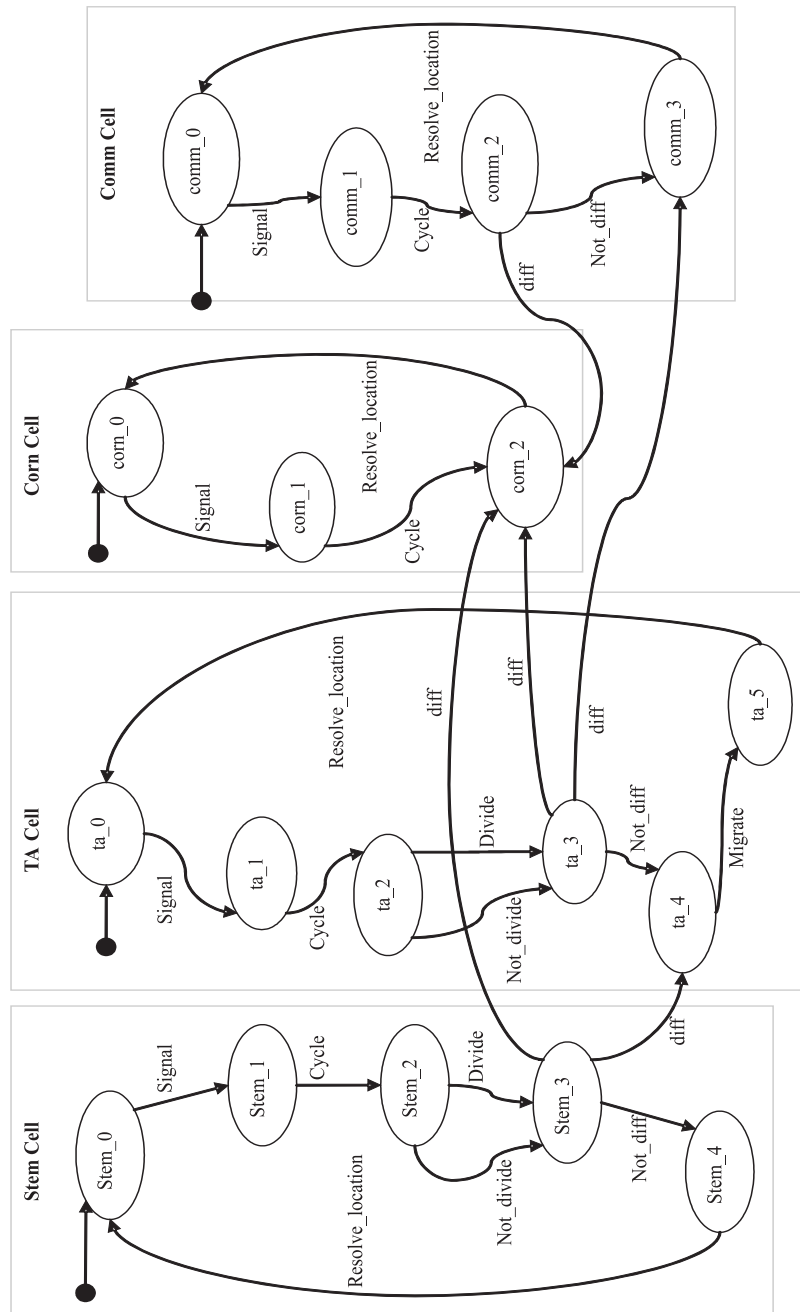 Stem Cell
Stem_0
Signal
Stem_1
Cycle
Stem_2
Divide
Not_divide
Stem_3
Resolve_location
Not_diff
Stem_4
diff
diff
TA Cell
ta_0
Signal
ta_1
Cycle
ta_2
Divide
Not_divide
ta_3
Not_diff
ta_4
Migrate
ta_5
Resolve_location
diff
diff
Corn Cell
corn_0
Signal
corn_1
Cycle
corn_2
Resolve_location
Comm Cell
comm_0
Signal
comm_1
Cycle
comm_2
diff
Not_diff
comm_3
Resolve_location